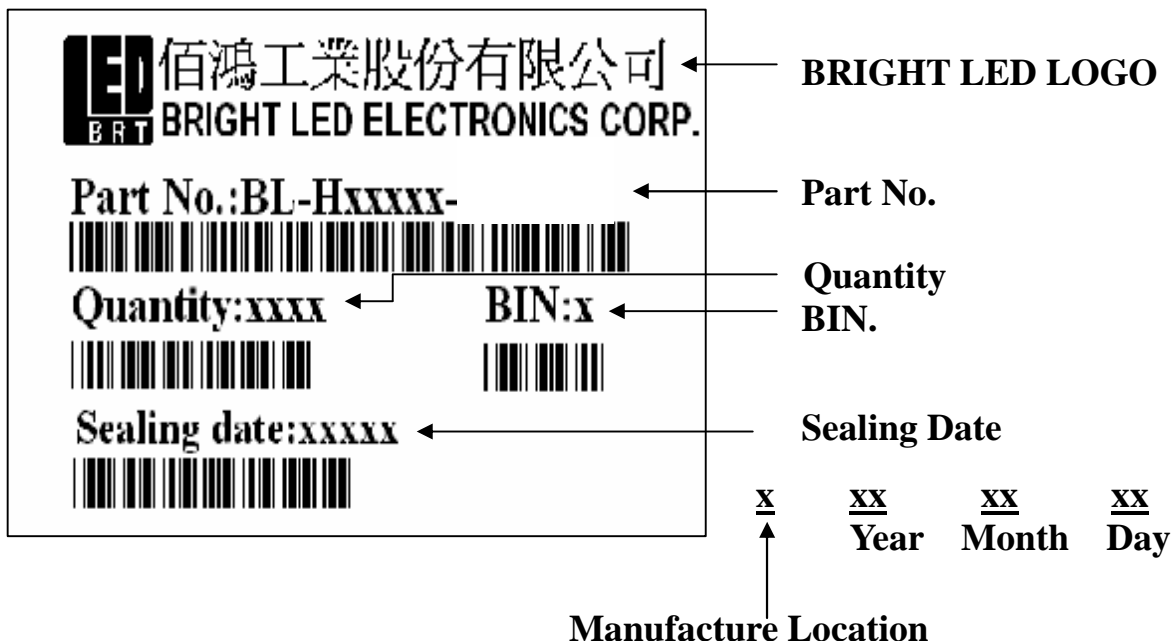 LED 佰鴻工業股份有限公司 BRIGHT LED LOGO
BRT BRIGHT LED ELECTRONICS CORP.
Part No.:BL-Hxxxxx- Part No.
Quantity
Quantity:xxxx BIN:x BIN.
Sealing date:xxxxx Sealing Date
x xx xx xx
Year Month Day
Manufacture Location